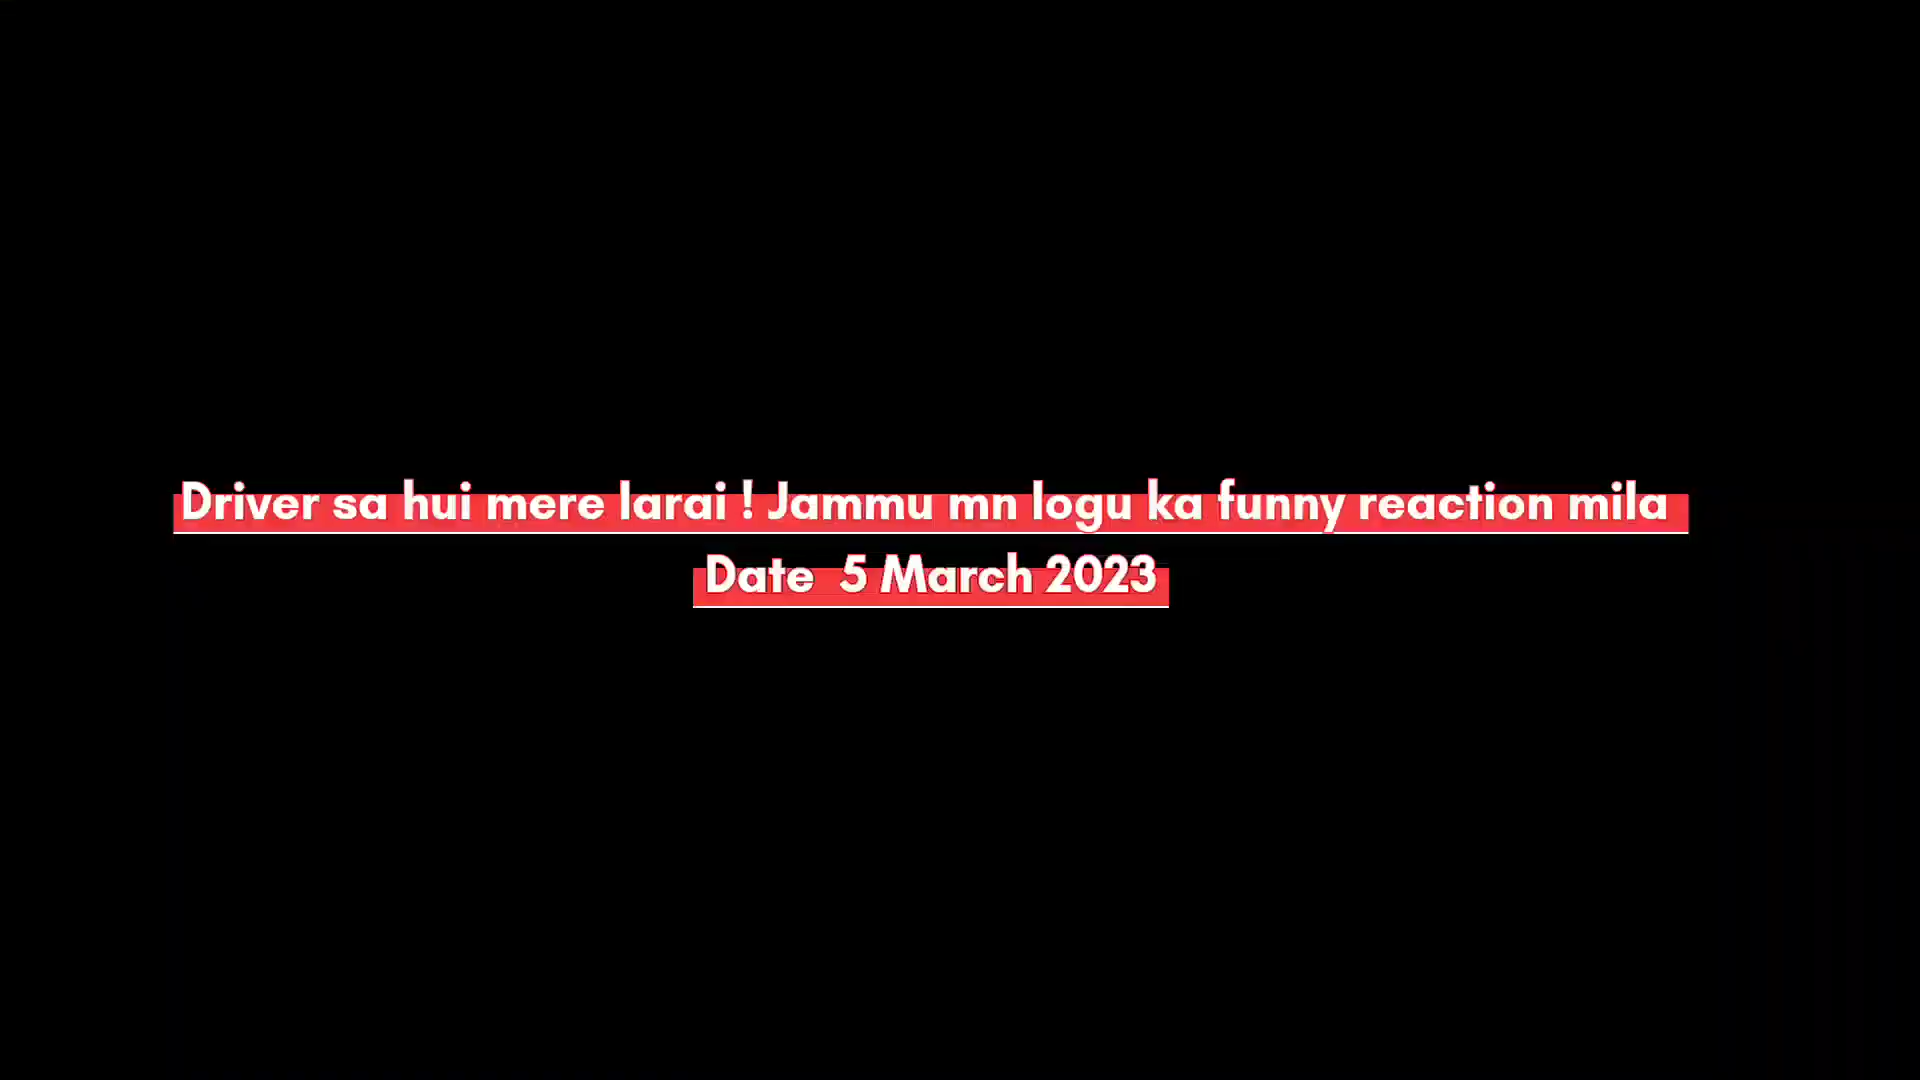 Driver sa hui mere larai ! Jammu mn logu ka funny reaction mila
Date 5 March 2023